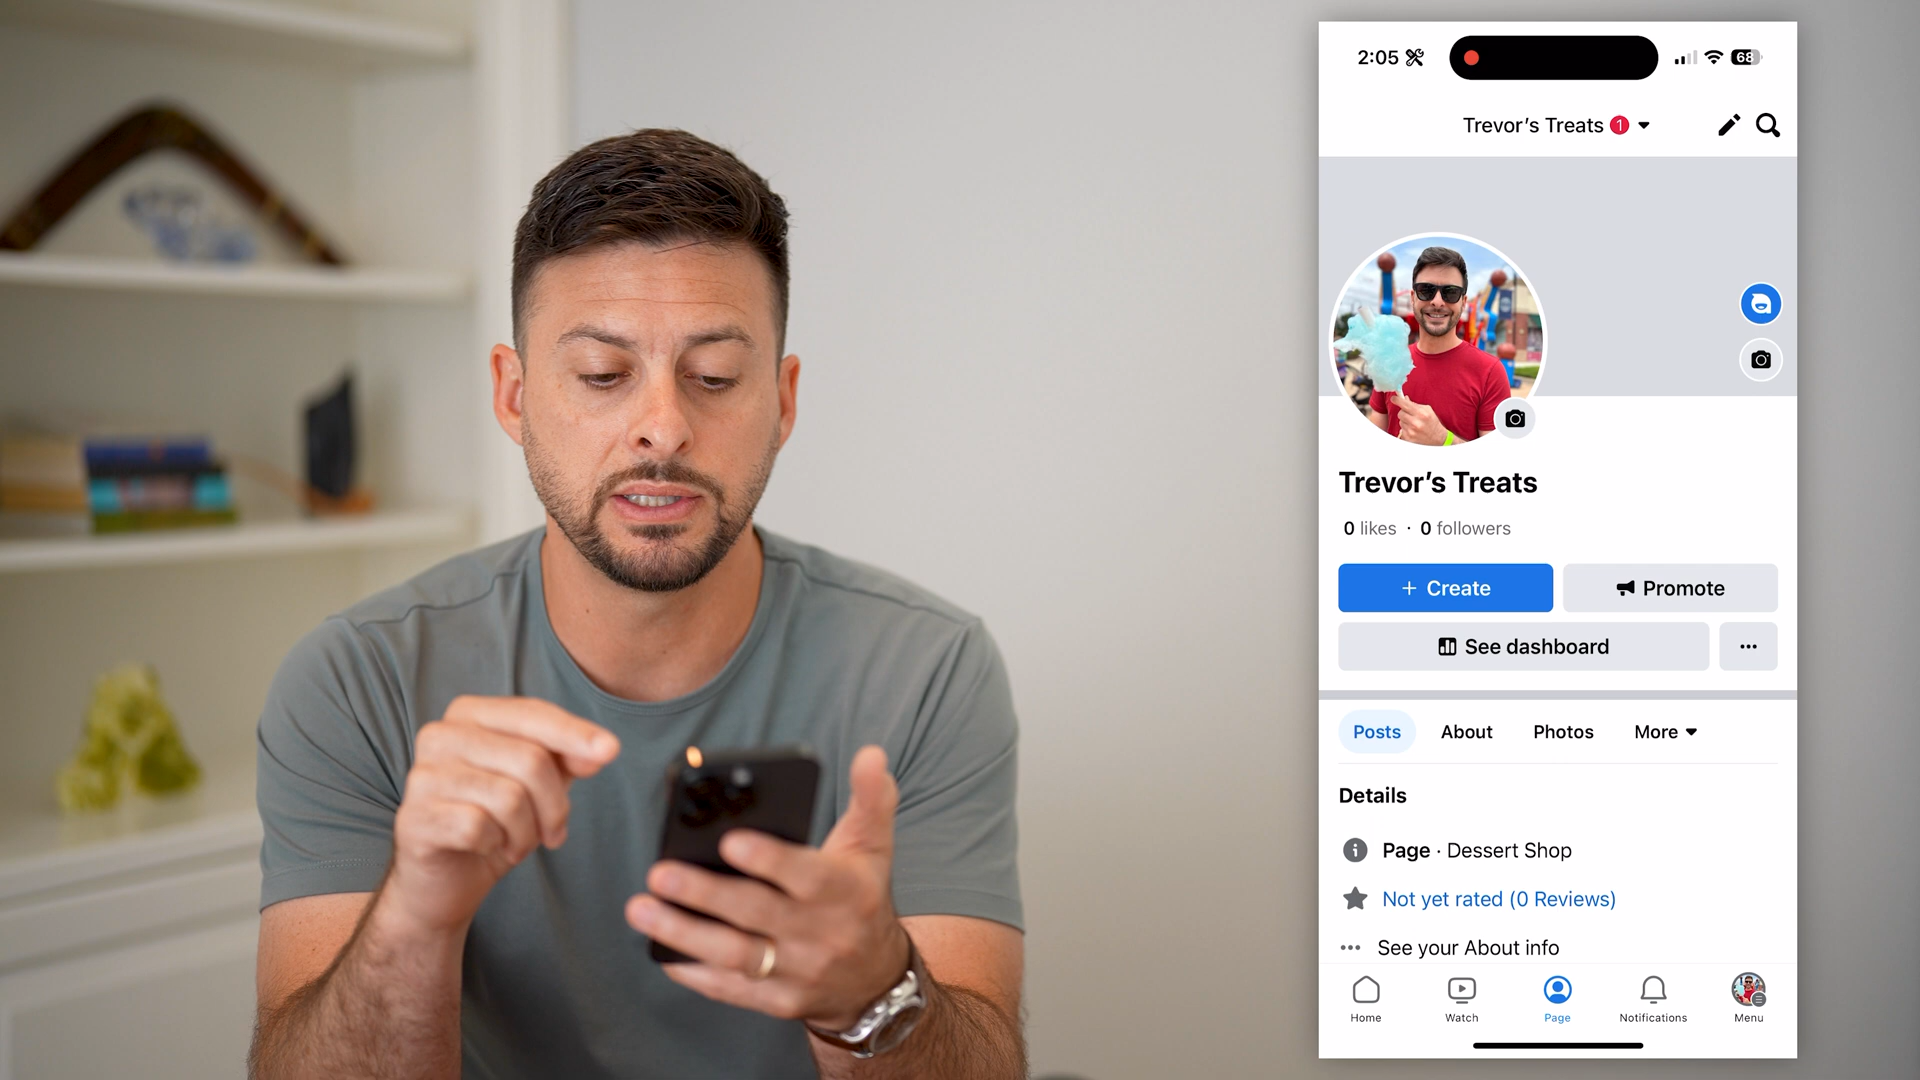 2:05 68
Trevor’s Treats 1
Trevor’s Treats
0 likes · 0 followers
+ Create Promote
See dashboard ...
Posts About Photos More
Details
Page · Dessert Shop
Not yet rated (0 Reviews)
... See your About info
Home Watch Page Notifications Menu